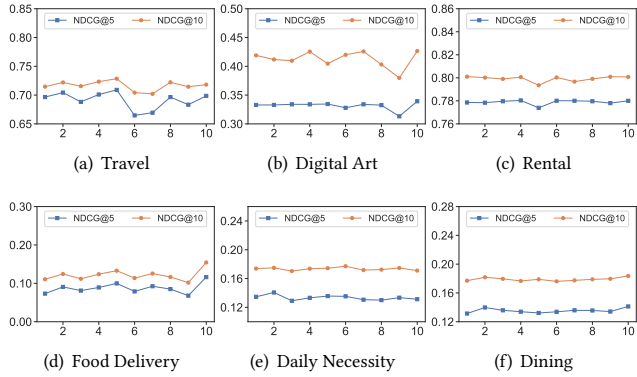 NDCG@5 NDCG@10
0.85
0.80
0.75
0.70
0.65
2 4 6 8 10
(a) Travel
NDCG@5 NDCG@10
0.50
0.45
0.40
0.35
0.30
2 4 6 8 10
(b) Digital Art
NDCG@5 NDCG@10
0.86
0.84
0.82
0.80
0.78
0.76
2 4 6 8 10
(c) Rental
NDCG@5 NDCG@10
0.30
0.20
0.10
0.00
2 4 6 8 10
(d) Food Delivery
NDCG@5 NDCG@10
0.24
0.20
0.16
0.12
2 4 6 8 10
(e) Daily Necessity
NDCG@5 NDCG@10
0.28
0.24
0.20
0.16
0.12
2 4 6 8 10
(f) Dining